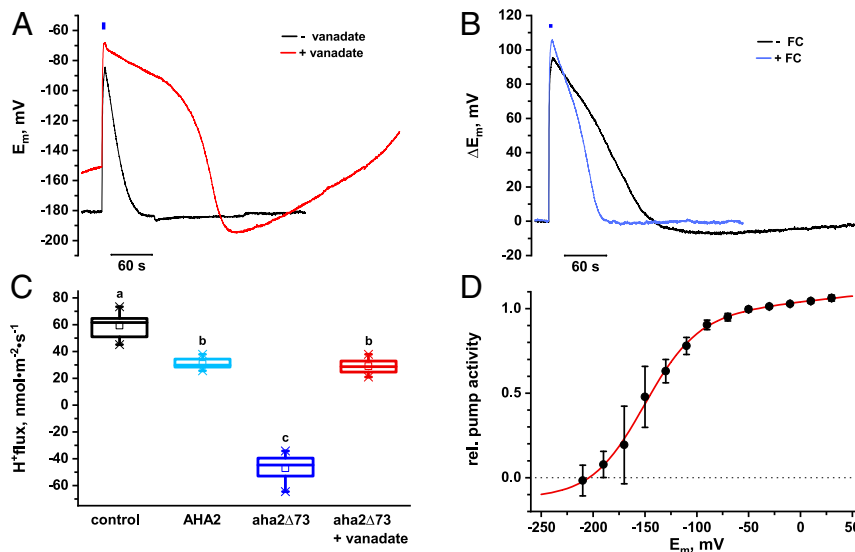 A
- vanadate
+ vanadate
-60
-80
-100
-120
-140
-160
-180
-200
Em, mV
60 s
B
- FC
+ FC
120
100
80
60
40
20
0
-20
ΔEm, mV
60 s
C
80
60
40
20
0
-20
-40
-60
H+flux, nmol•m-2•s-1
a
b
c
b
control AHA2 aha2Δ73 aha2Δ73
+ vanadate
D
1.0
0.5
0.0
rel. pump activity
-250 -200 -150 -100 -50 0 50
Em, mV